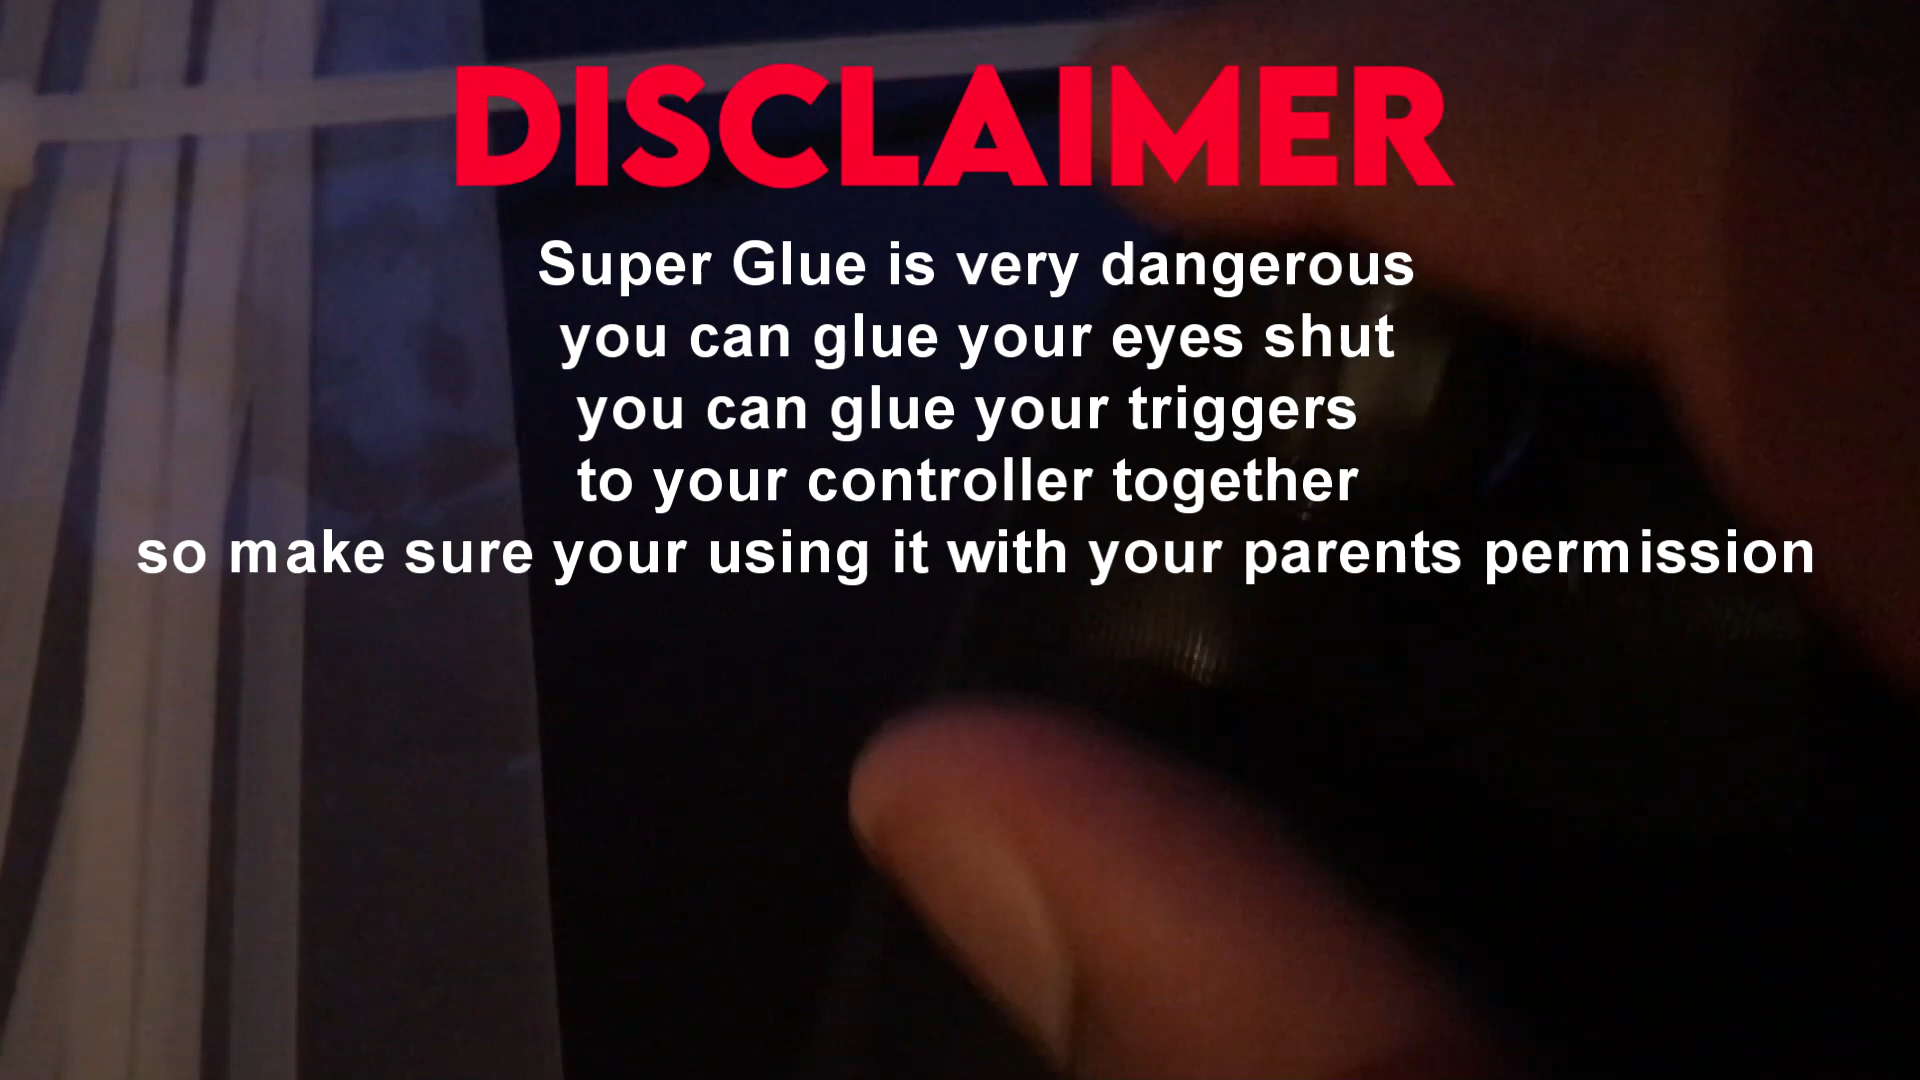 DISCLAIMER
Super Glue is very dangerous
you can glue your eyes shut
you can glue your triggers
to your controller together
so make sure your using it with your parents permission